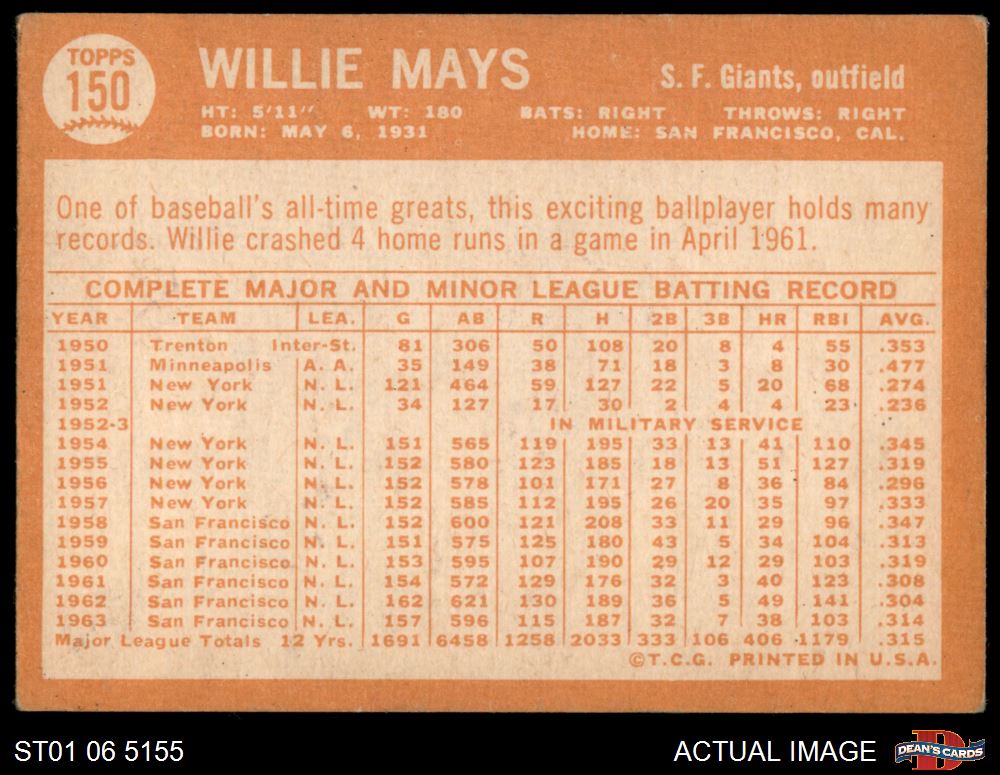 TOPPS
150
WILLIE MAYS
S. F. Giants, outfield
HT: 5'11" WT: 180 BATS: RIGHT THROWS: RIGHT
BORN: MAY 6, 1931 HOME: SAN FRANCISCO, CAL.
One of baseball's all-time greats, this exciting ballplayer holds many
records. Willie crashed 4 home runs in a game in April 1961.
COMPLETE MAJOR AND MINOR LEAGUE BATTING RECORD
YEAR TEAM LEA. G AB R H 2B 3B HR RBI AVG.
1950 Trenton Inter-St. 81 306 50 108 20 8 4 55 .353
1951 Minneapolis A. A. 35 149 38 71 18 3 8 30 .477
1951 New York N. L. 121 464 59 127 22 5 20 68 .274
1952 New York N. L. 34 127 17 30 2 4 4 23 .236
1952-3 IN MILITARY SERVICE
1954 New York N. L. 151 565 119 195 33 13 41 110 .345
1955 New York N. L. 152 580 123 185 18 13 51 127 .319
1956 New York N. L. 152 578 101 171 27 8 36 84 .296
1957 New York N. L. 152 585 112 195 26 20 35 97 .333
1958 San Francisco N. L. 152 600 121 208 33 11 29 96 .347
1959 San Francisco N. L. 151 575 125 180 43 5 34 104 .313
1960 San Francisco N. L. 153 595 107 190 29 12 29 103 .319
1961 San Francisco N. L. 154 572 129 176 32 3 40 123 .308
1962 San Francisco N. L. 162 621 130 189 36 5 49 141 .304
1963 San Francisco N. L. 157 596 115 187 32 7 38 103 .314
Major League Totals 12 Yrs. 1691 6458 1258 2033 333 106 406 1179 .315
©T.C.G. PRINTED IN U.S.A.
ST01 06 5155
ACTUAL IMAGE
D
DEAN'S CARDS